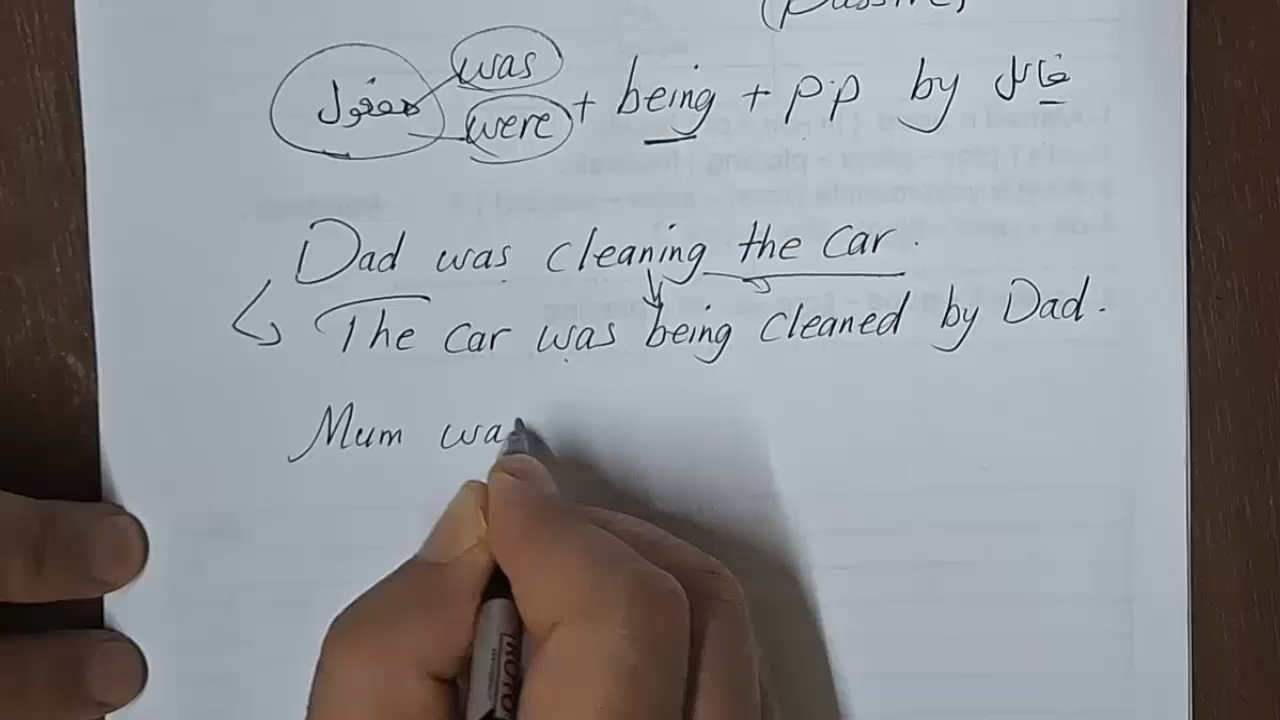 (Passive)
مفعول was were + being + p.p by فاعل
Dad was cleaning the car.
The car was being cleaned by Dad.
Mum wa